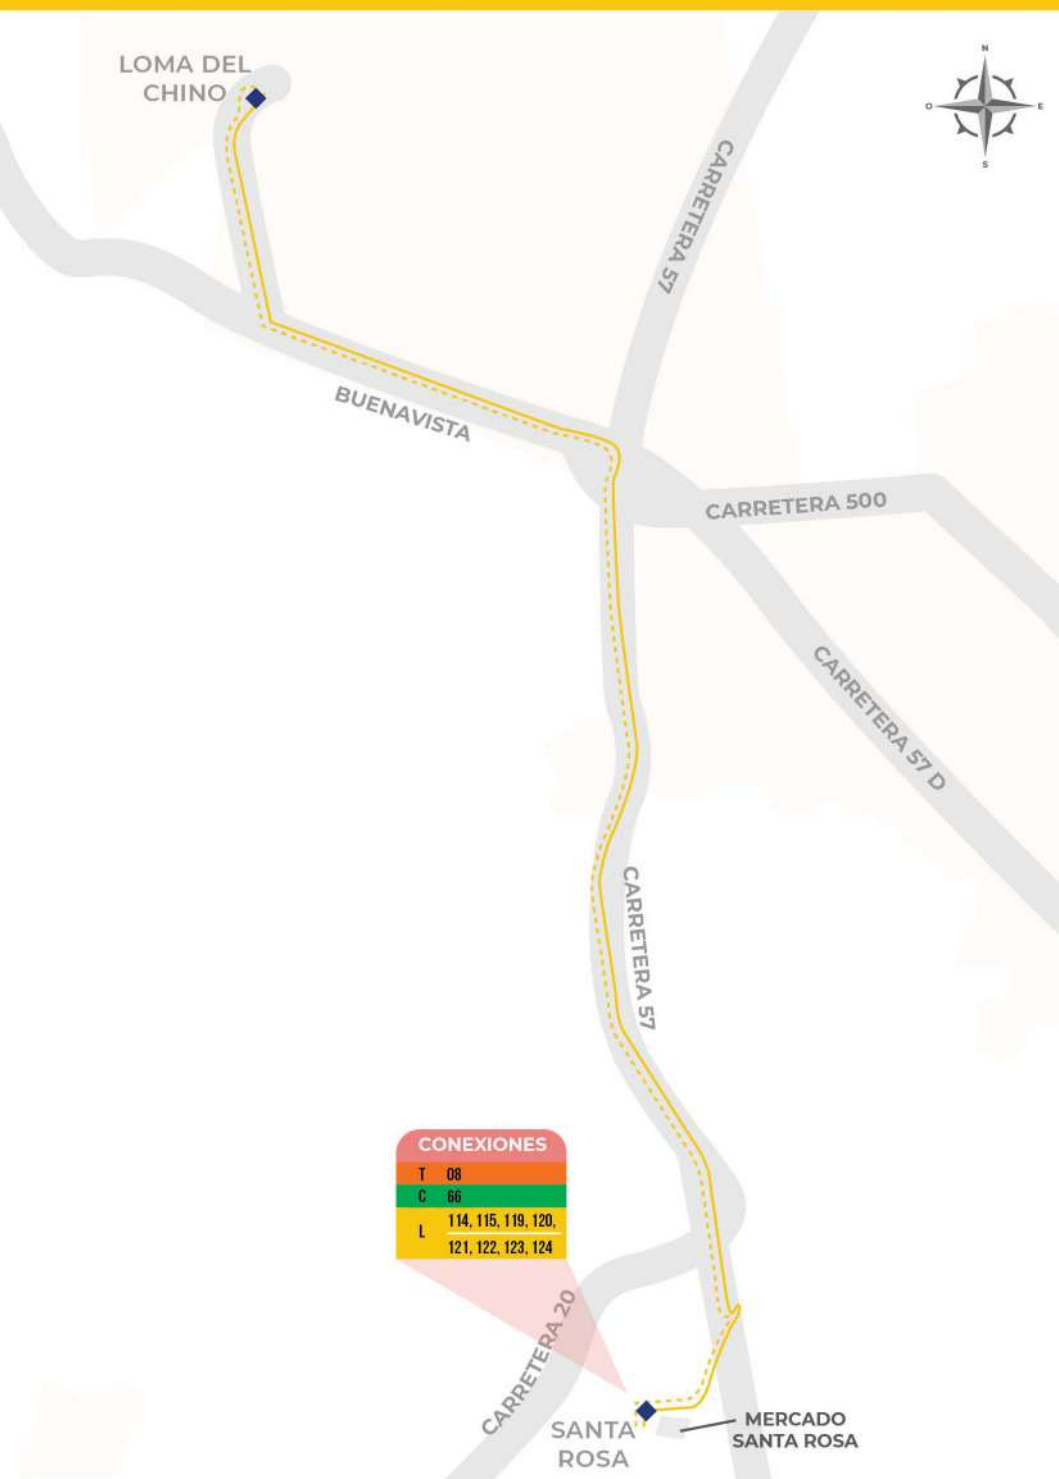 LOMA DEL
CHINO
N
O
E
S
CARRETERA 57
BUENAVISTA
CARRETERA 500
CARRETERA 57 D
CARRETERA 57
CONEXIONES
T 08
C 66
L 114, 115, 119, 120,
121, 122, 123, 124
CARRETERA 20
SANTA
ROSA
MERCADO
SANTA ROSA